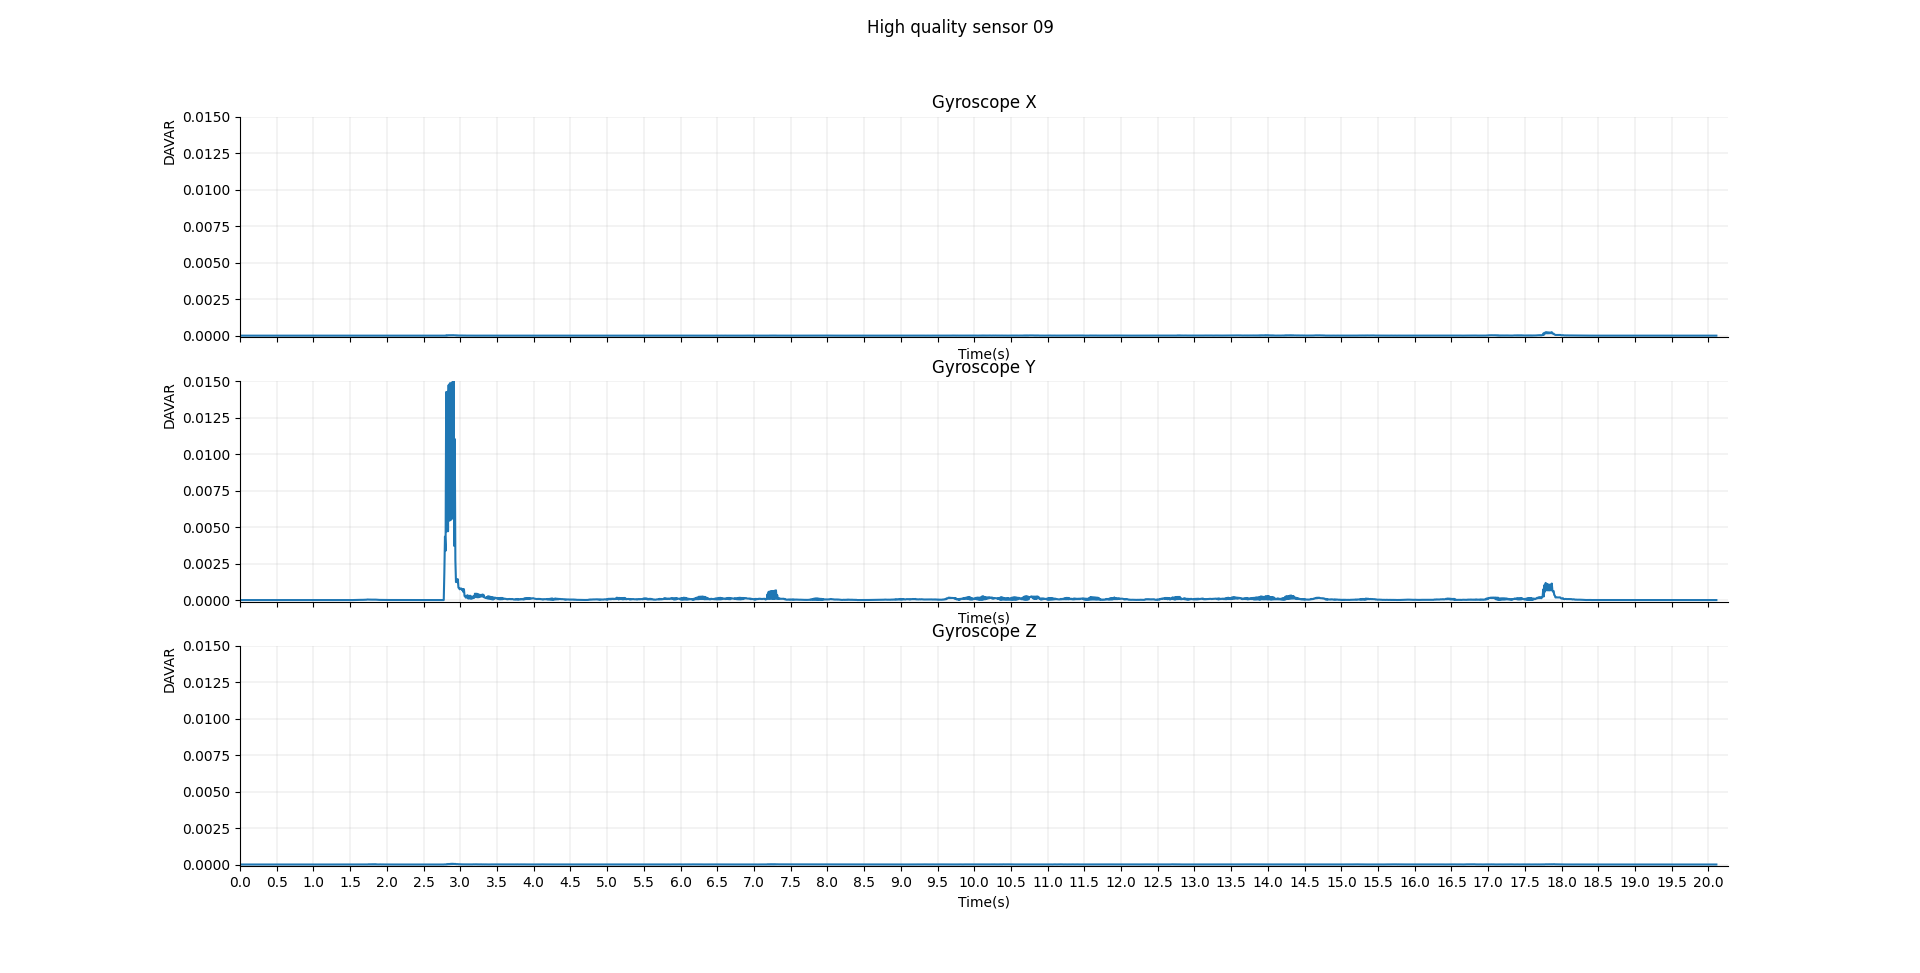 High quality sensor 09
Gyroscope X
DAVAR
0.0150
0.0125
0.0100
0.0075
0.0050
0.0025
0.0000
Time(s)
Gyroscope Y
DAVAR
0.0150
0.0125
0.0100
0.0075
0.0050
0.0025
0.0000
Time(s)
Gyroscope Z
DAVAR
0.0150
0.0125
0.0100
0.0075
0.0050
0.0025
0.0000
0.0 0.5 1.0 1.5 2.0 2.5 3.0 3.5 4.0 4.5 5.0 5.5 6.0 6.5 7.0 7.5 8.0 8.5 9.0 9.5 10.0 10.5 11.0 11.5 12.0 12.5 13.0 13.5 14.0 14.5 15.0 15.5 16.0 16.5 17.0 17.5 18.0 18.5 19.0 19.5 20.0
Time(s)